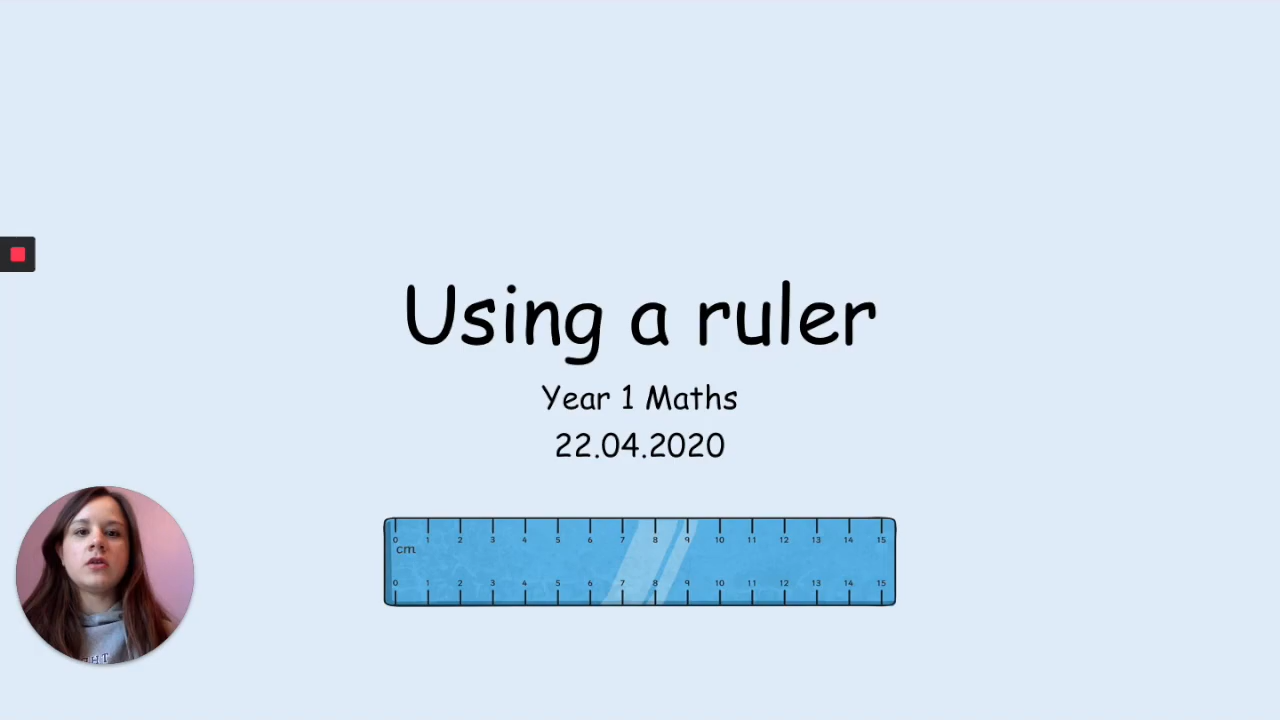 Using a ruler
Year 1 Maths
22.04.2020
0 1 2 3 4 5 6 7 8 9 10 11 12 13 14 15
cm
0 1 2 3 4 5 6 7 8 9 10 11 12 13 14 15